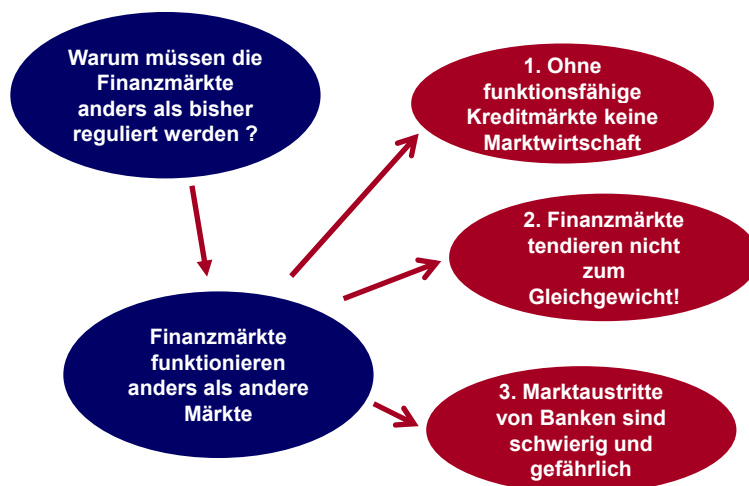 Warum müssen die
Finanzmärkte
anders als bisher
reguliert werden ?
1. Ohne
funktionsfähige
Kreditmärkte keine
Marktwirtschaft
2. Finanzmärkte
tendieren nicht
zum
Gleichgewicht!
Finanzmärkte
funktionieren
anders als andere
Märkte
3. Marktaustritte
von Banken sind
schwierig und
gefährlich